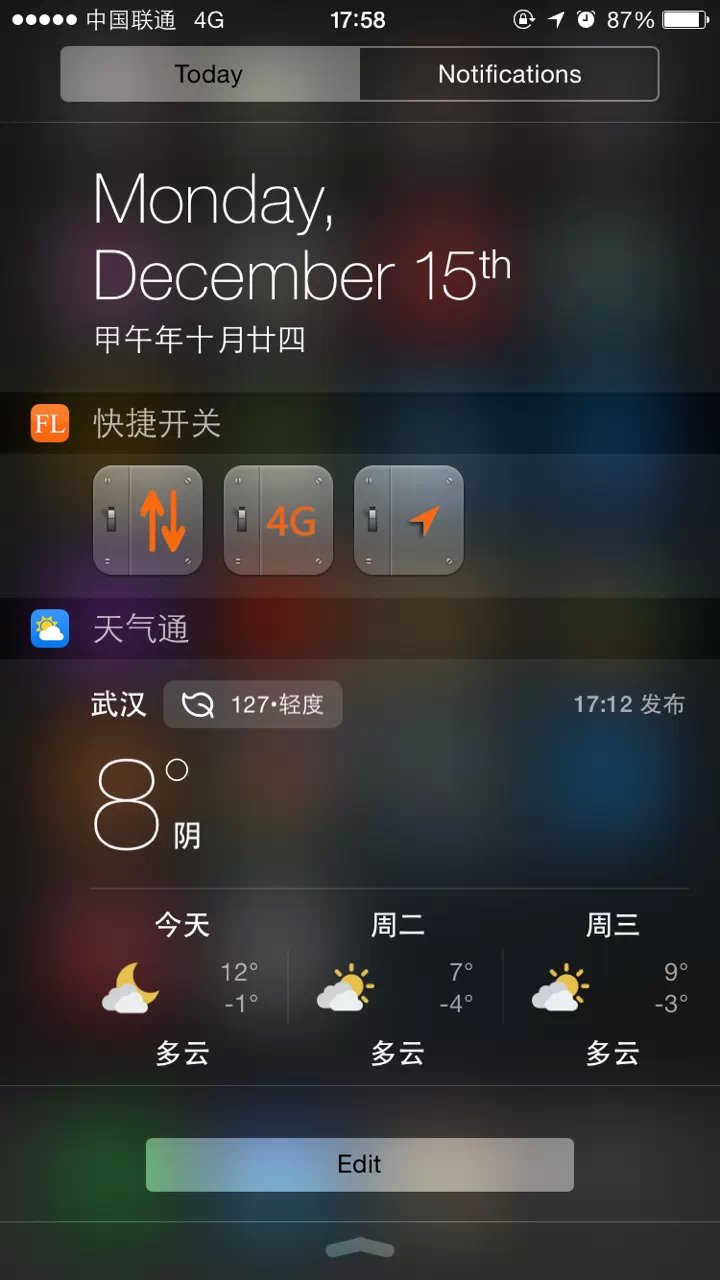 中国联通 4G 17:58 87%
Today Notifications
Monday,
December 15th
甲午年十月廿四
FL 快捷开关
4G
天气通
武汉 127•轻度 17:12 发布
8°
阴
今天 周二 周三
12° 7° 9°
-1° -4° -3°
多云 多云 多云
Edit